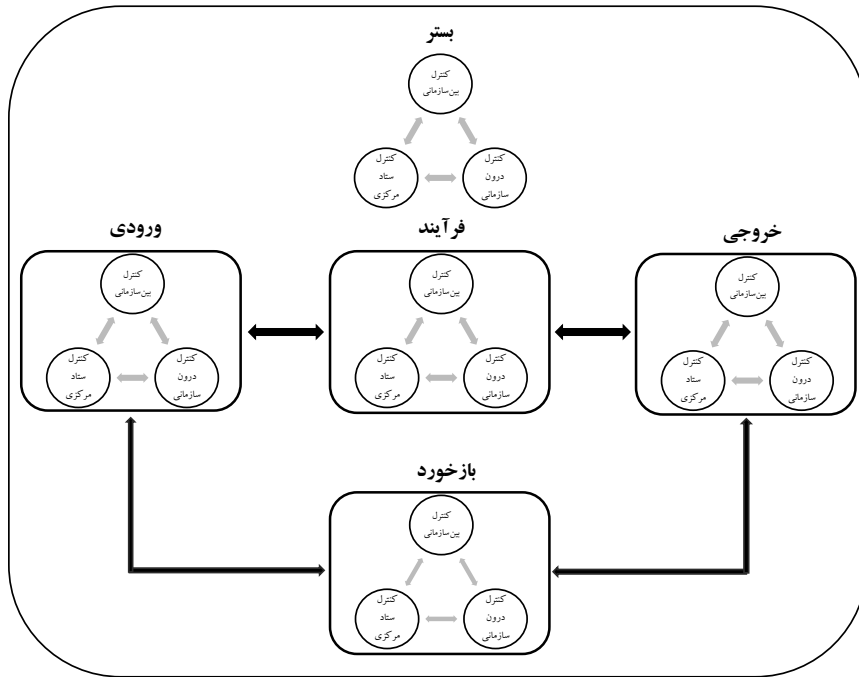 بستر
کنترل
بین‌سازمانی
کنترل
درون
سازمانی
کنترل
ستاد
مرکزی
خروجی
کنترل
بین‌سازمانی
کنترل
درون
سازمانی
کنترل
ستاد
مرکزی
فرآیند
کنترل
بین‌سازمانی
کنترل
درون
سازمانی
کنترل
ستاد
مرکزی
ورودی
کنترل
بین‌سازمانی
کنترل
درون
سازمانی
کنترل
ستاد
مرکزی
بازخورد
کنترل
بین‌سازمانی
کنترل
درون
سازمانی
کنترل
ستاد
مرکزی